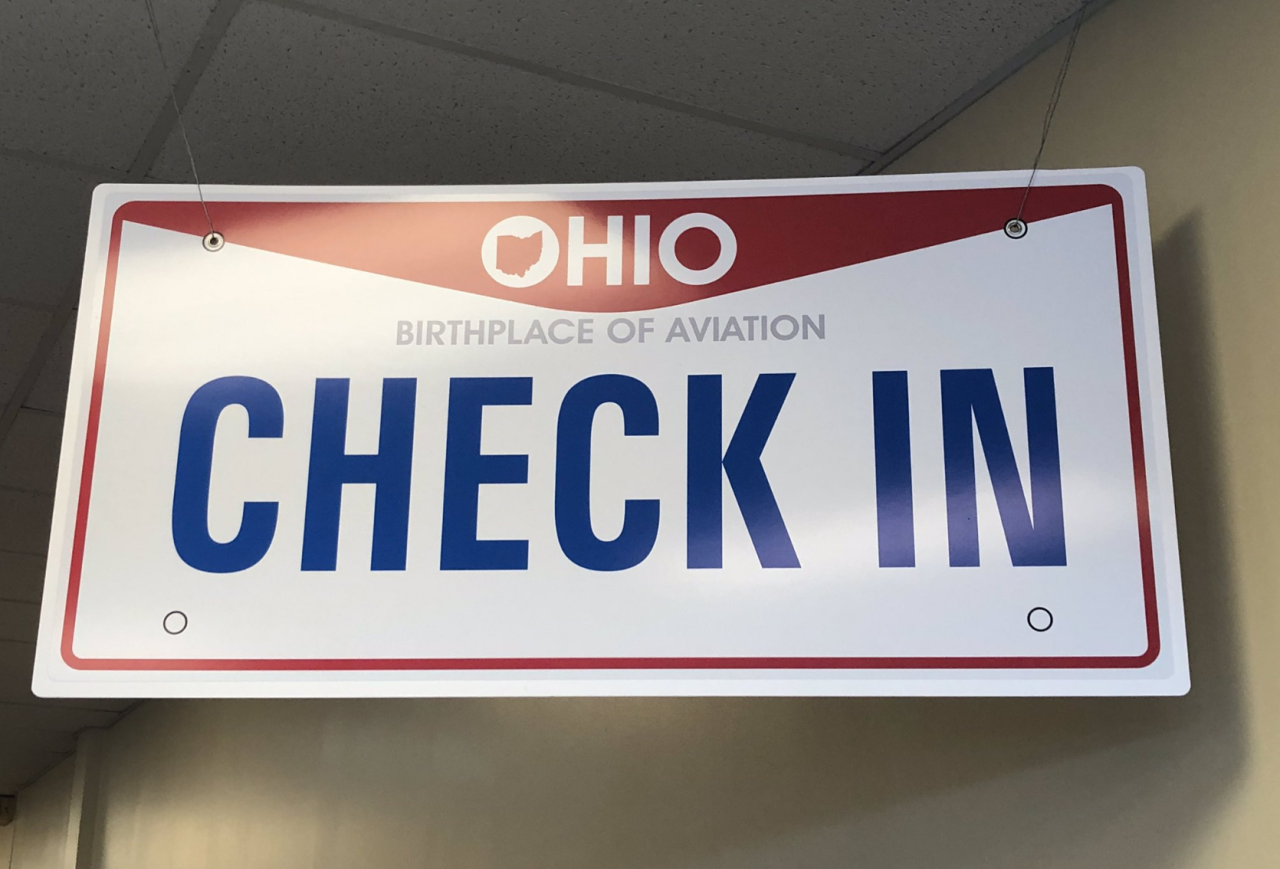 OHIO
BIRTHPLACE OF AVIATION
CHECK IN